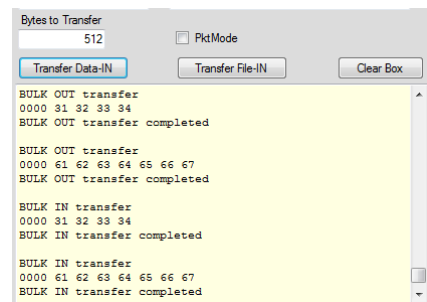 Bytes to Transfer
512
PktMode
Transfer Data-IN
Transfer File-IN
Clear Box
BULK OUT transfer
0000 31 32 33 34
BULK OUT transfer completed
BULK OUT transfer
0000 61 62 63 64 65 66 67
BULK OUT transfer completed
BULK IN transfer
0000 31 32 33 34
BULK IN transfer completed
BULK IN transfer
0000 61 62 63 64 65 66 67
BULK IN transfer completed